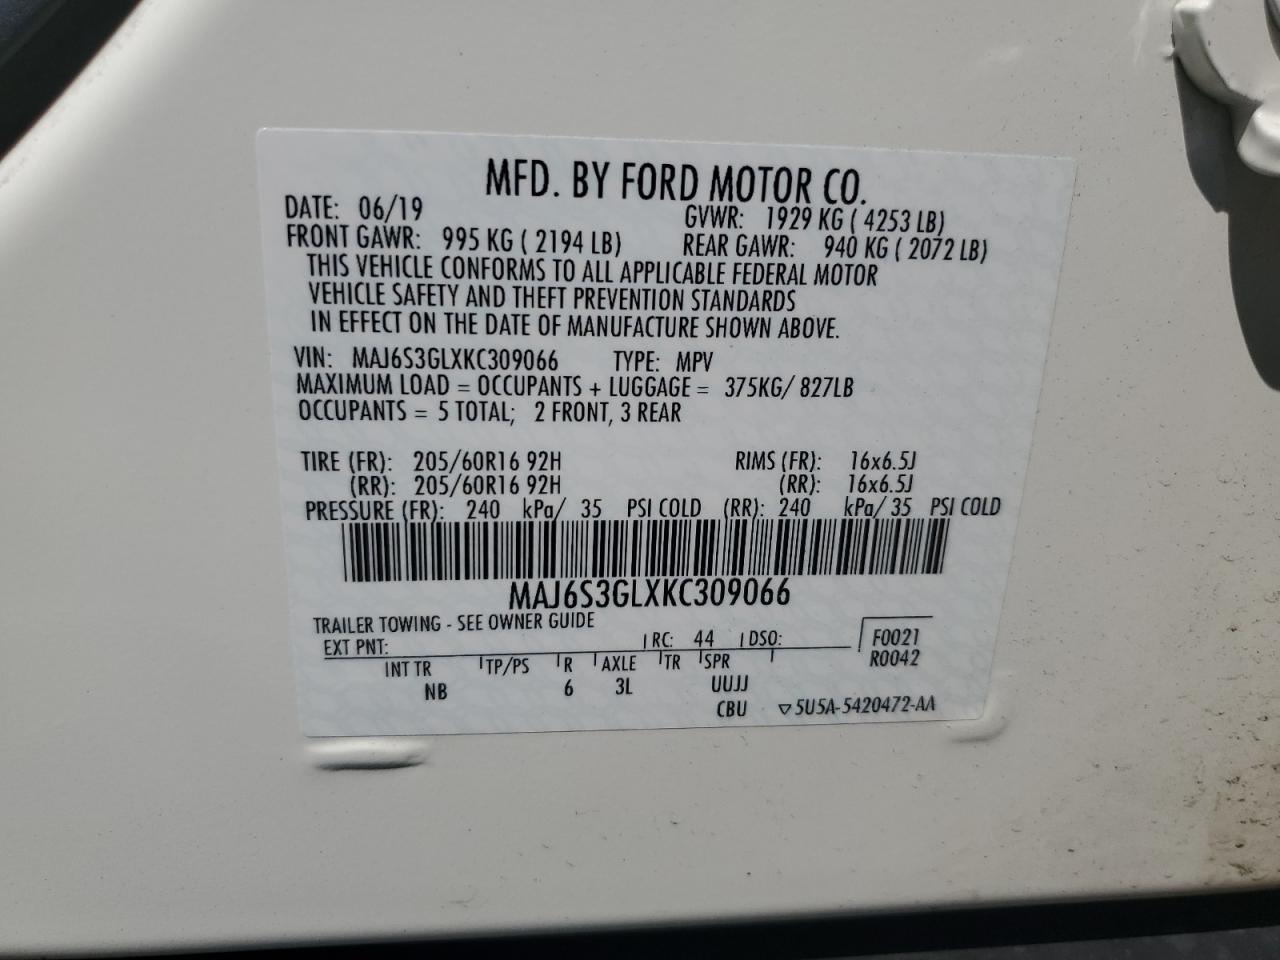 MFD. BY FORD MOTOR CO.
DATE: 06/19 GVWR: 1929 KG ( 4253 LB)
FRONT GAWR: 995 KG ( 2194 LB) REAR GAWR: 940 KG ( 2072 LB)
THIS VEHICLE CONFORMS TO ALL APPLICABLE FEDERAL MOTOR
VEHICLE SAFETY AND THEFT PREVENTION STANDARDS
IN EFFECT ON THE DATE OF MANUFACTURE SHOWN ABOVE.
VIN: MAJ6S3GLXKC309066 TYPE: MPV
MAXIMUM LOAD = OCCUPANTS + LUGGAGE = 375KG/ 827LB
OCCUPANTS = 5 TOTAL; 2 FRONT, 3 REAR
TIRE (FR): 205/60R16 92H RIMS (FR): 16x6.5J
(RR): 205/60R16 92H (RR): 16x6.5J
PRESSURE (FR): 240 kPa/ 35 PSI COLD (RR): 240 kPa/ 35 PSI COLD
MAJ6S3GLXKC309066
TRAILER TOWING - SEE OWNER GUIDE
EXT PNT: RC: 44 DSO: F0021
R0042
INT TR TP/PS R AXLE TR SPR
NB 6 3L UUJJ
CBU ▽5U5A-5420472-AA